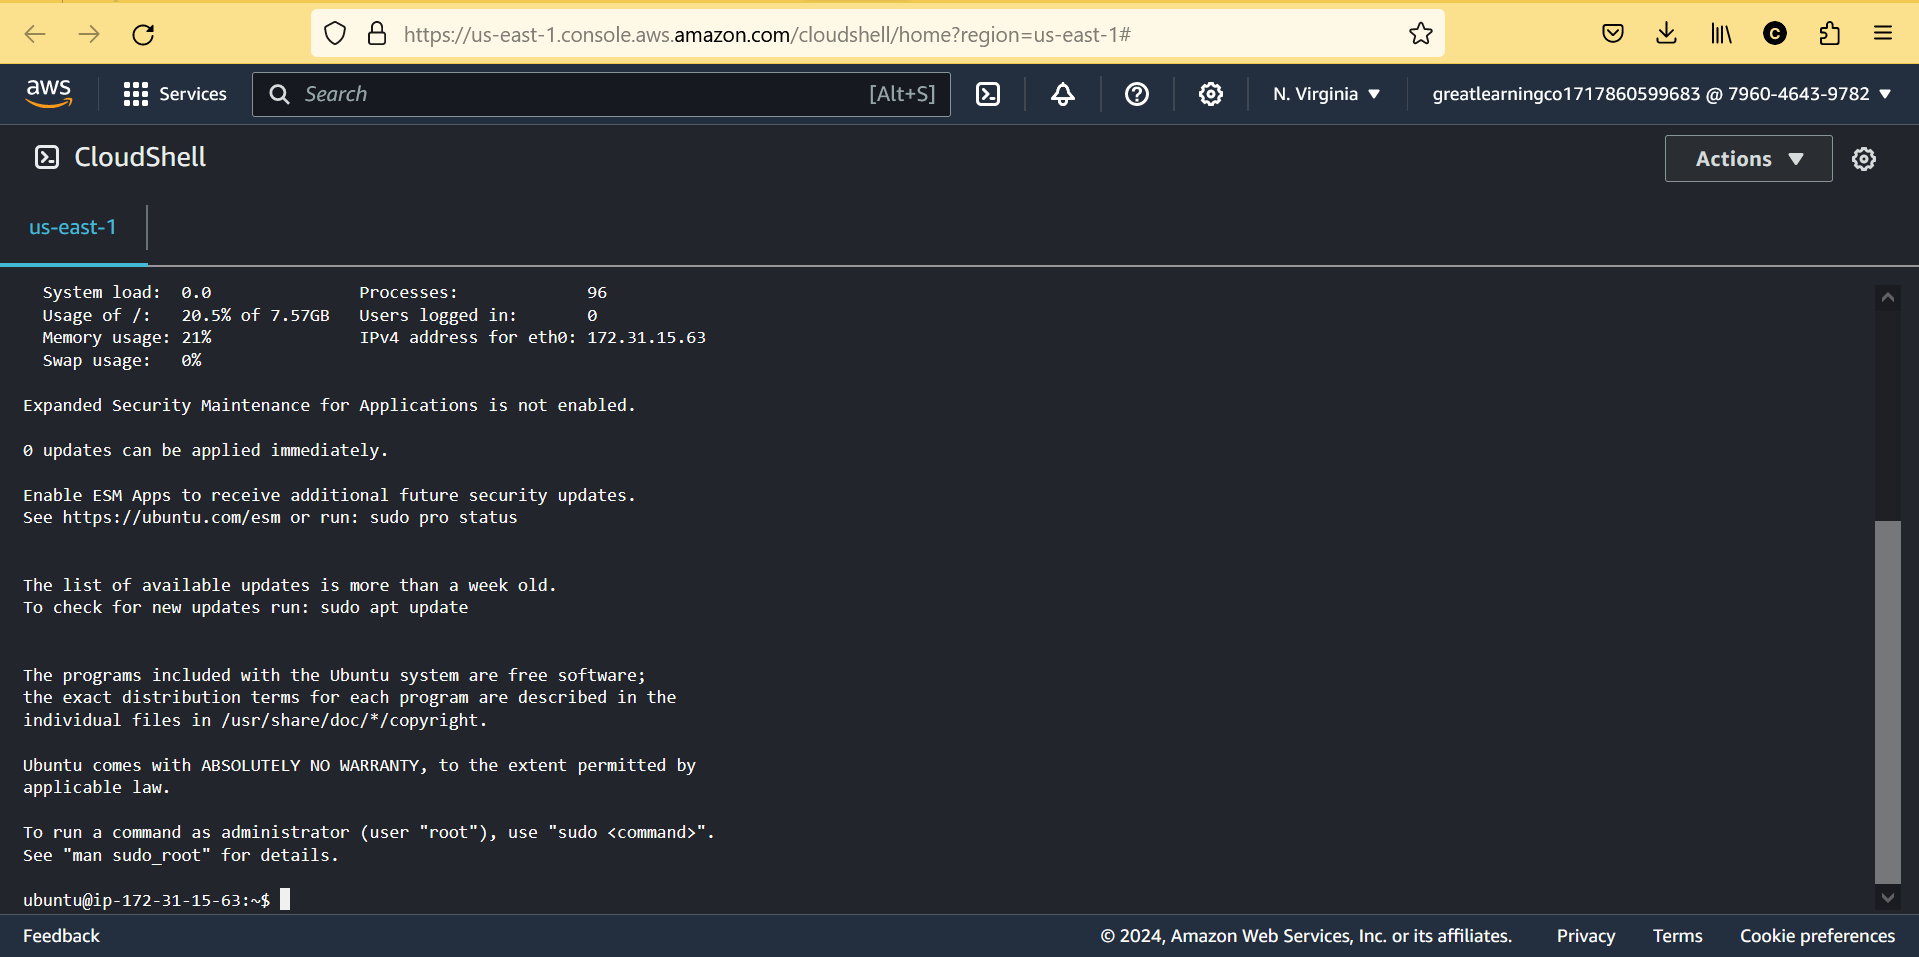 https://us-east-1.console.aws.amazon.com/cloudshell/home?region=us-east-1#
C
aws
Services
Search
[Alt+S]
N. Virginia
greatlearningco1717860599683 @ 7960-4643-9782
CloudShell
Actions
us-east-1
System load: 0.0 Processes: 96
Usage of /: 20.5% of 7.57GB Users logged in: 0
Memory usage: 21% IPv4 address for eth0: 172.31.15.63
Swap usage: 0%
Expanded Security Maintenance for Applications is not enabled.
0 updates can be applied immediately.
Enable ESM Apps to receive additional future security updates.
See https://ubuntu.com/esm or run: sudo pro status
The list of available updates is more than a week old.
To check for new updates run: sudo apt update
The programs included with the Ubuntu system are free software;
the exact distribution terms for each program are described in the
individual files in /usr/share/doc/*/copyright.
Ubuntu comes with ABSOLUTELY NO WARRANTY, to the extent permitted by
applicable law.
To run a command as administrator (user "root"), use "sudo <command>".
See "man sudo_root" for details.
ubuntu@ip-172-31-15-63:~$
Feedback
© 2024, Amazon Web Services, Inc. or its affiliates.
Privacy
Terms
Cookie preferences